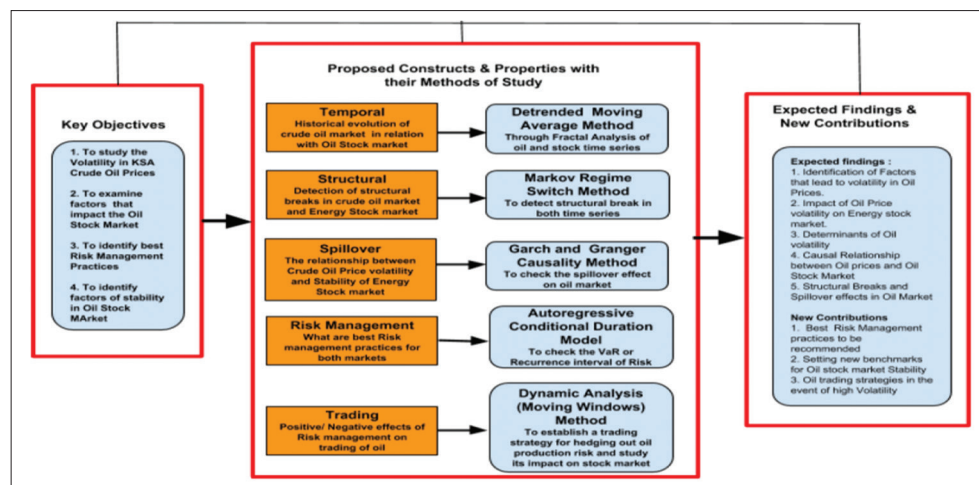 Key Objectives
1. To study the
Volatility in KSA
Crude Oil Prices
2. To examine
factors that
impact the Oil
Stock Market
3. To identify best
Risk Management
Practices
4. To identify
factors of stability
in Oil Stock
MArket
Proposed Constructs & Properties with
their Methods of Study
Temporal
Historical evolution of
crude oil market in relation
with Oil Stock market
Detrended Moving
Average Method
Through Fractal Analysis of
oil and stock time series
Structural
Detection of structural
breaks in crude oil market
and Energy Stock market
Markov Regime
Switch Method
To detect structural break in
both time series
Spillover
The relationship between
Crude Oil Price volatility
and Stability of Energy
Stock market
Garch and Granger
Causality Method
To check the spillover effect
on oil market
Risk Management
What are best Risk
management practices for
both markets
Autoregressive
Conditional Duration
Model
To check the VaR or
Recurrence interval of Risk
Trading
Positive/ Negative effects of
Risk management on
trading of oil
Dynamic Analysis
(Moving Windows)
Method
To establish a trading
strategy for hedging out oil
production risk and study
its impact on stock market
Expected Findings &
New Contributions
Expected findings :
1. Identification of Factors
that lead to volatility in Oil
Prices.
2. Impact of Oil Price
volatility on Energy stock
market.
3. Determinants of Oil
volatility
4. Causal Relationship
between Oil prices and Oil
Stock Market
5. Structural Breaks and
Spillover effects in Oil Market
New Contributions
1. Best Risk Management
practices to be
recommended
2. Setting new benchmarks
for Oil stock market Stability
3. Oil trading strategies in the
event of high Volatility